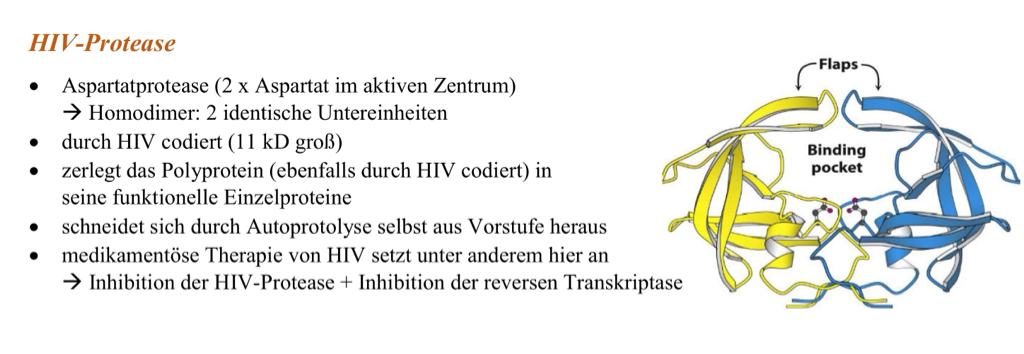 HIV-Protease
• Aspartatprotease (2 x Aspartat im aktiven Zentrum)
→ Homodimer: 2 identische Untereinheiten
• durch HIV codiert (11 kD groß)
• zerlegt das Polyprotein (ebenfalls durch HIV codiert) in
seine funktionelle Einzelproteine
• schneidet sich durch Autoprotolyse selbst aus Vorstufe heraus
• medikamentöse Therapie von HIV setzt unter anderem hier an
→ Inhibition der HIV-Protease + Inhibition der reversen Transkriptase
Flaps
Binding
pocket